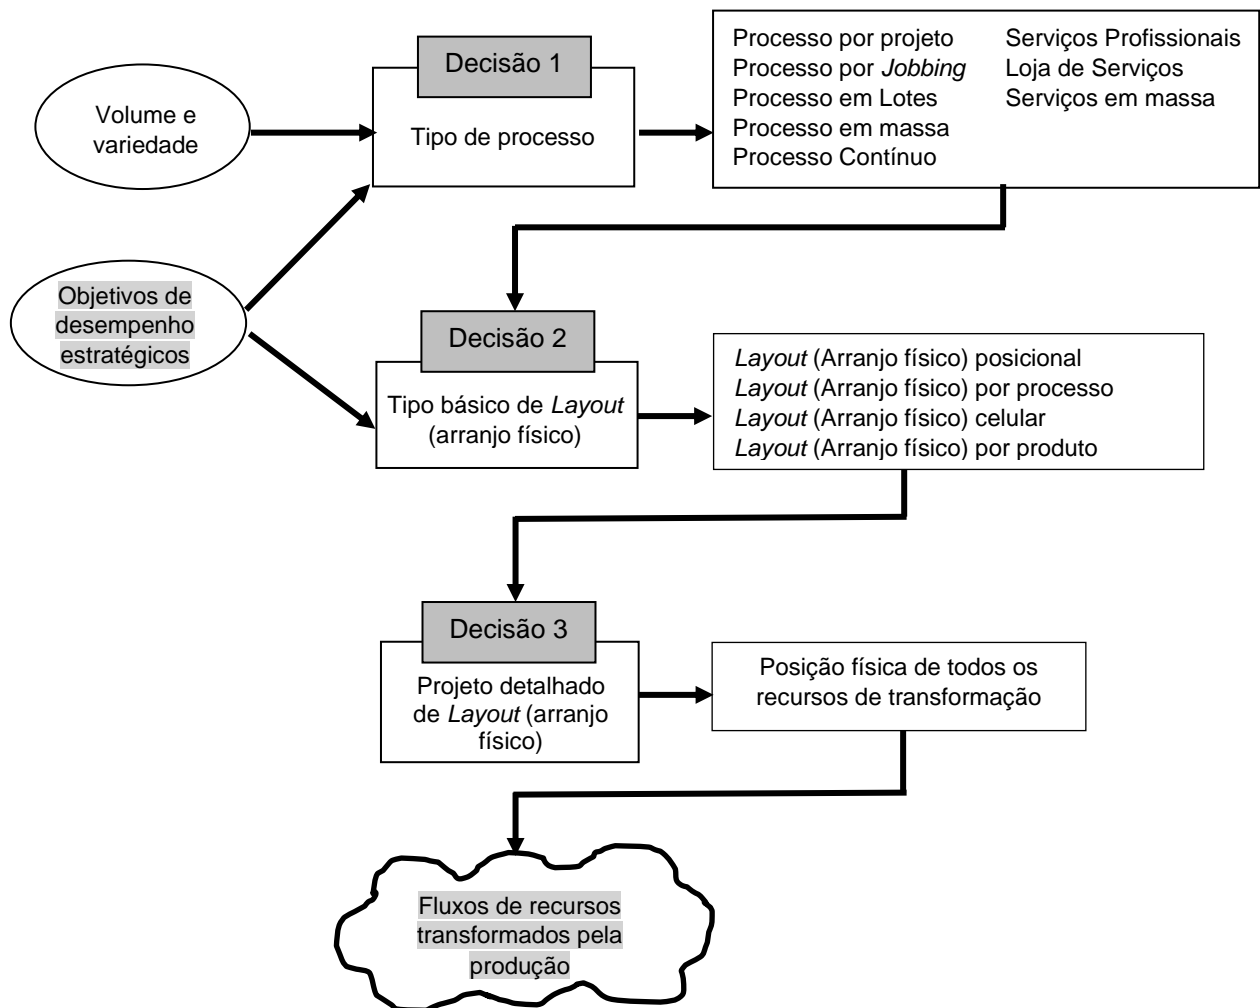 Volume e
variedade
Objetivos de
desempenho
estratégicos
Decisão 1
Tipo de processo
Processo por projeto
Processo por Jobbing
Processo em Lotes
Processo em massa
Processo Contínuo
Serviços Profissionais
Loja de Serviços
Serviços em massa
Decisão 2
Tipo básico de Layout
(arranjo físico)
Layout (Arranjo físico) posicional
Layout (Arranjo físico) por processo
Layout (Arranjo físico) celular
Layout (Arranjo físico) por produto
Decisão 3
Projeto detalhado
de Layout (arranjo
físico)
Posição física de todos os
recursos de transformação
Fluxos de recursos
transformados pela
produção